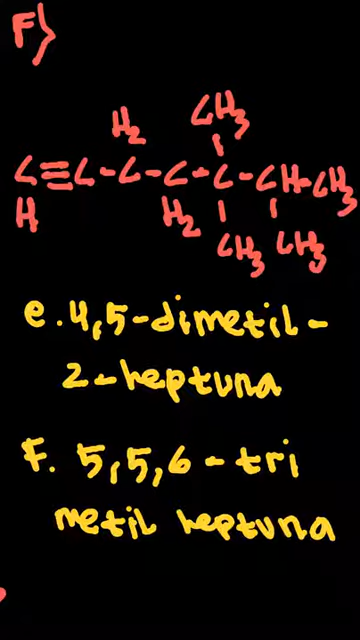 F)
H₂ CH₃
C≡C-C-C-C-CH-CH₃
H H₂ CH₃ CH₃
e. 4,5-dimetil-
2-heptuna
F. 5,5,6-tri
metil heptuna